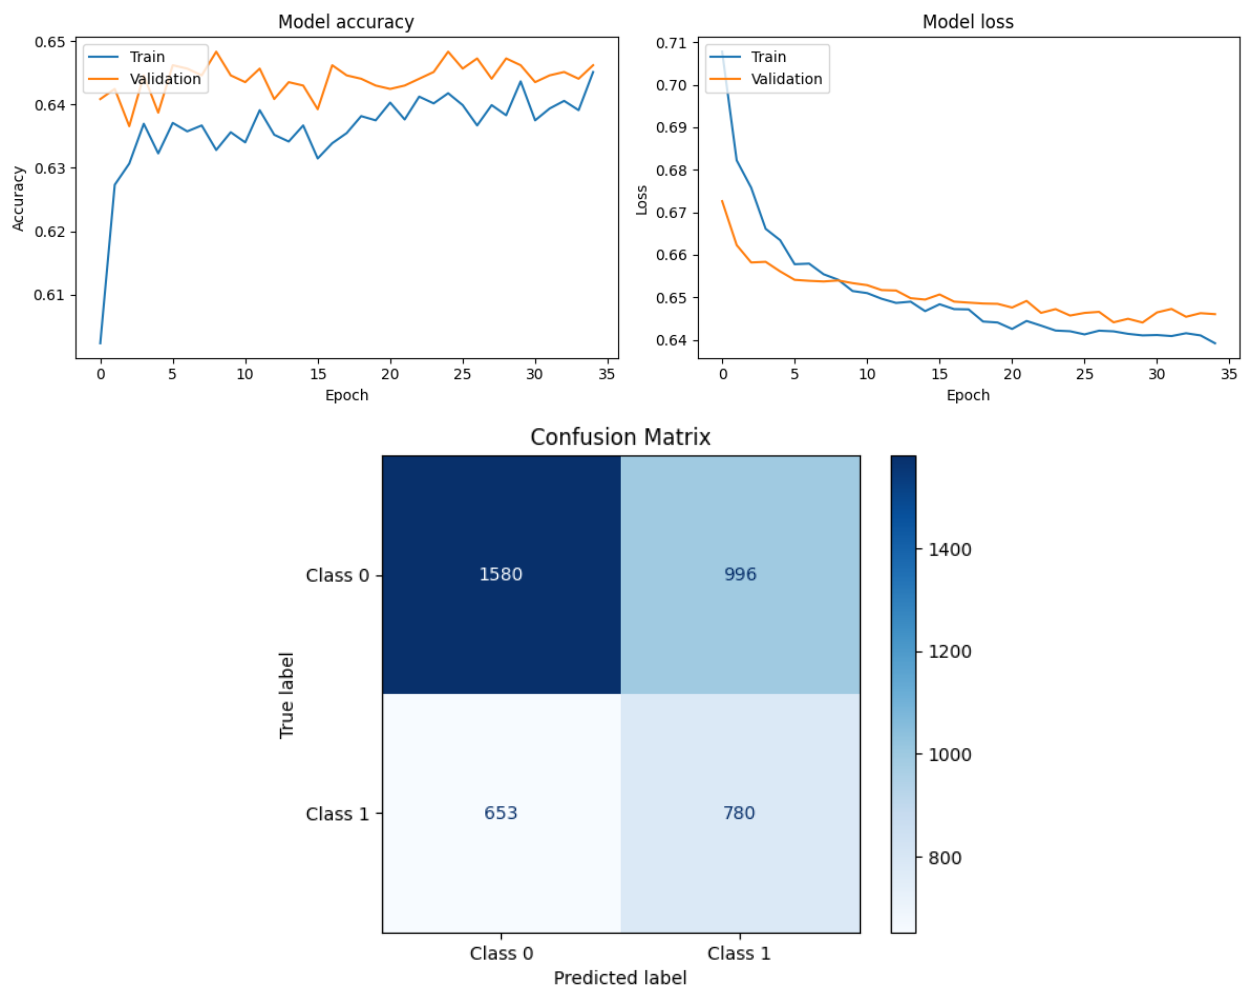 Model accuracy
Train
Validation
0.65
0.64
0.63
0.62
0.61
Accuracy
0 5 10 15 20 25 30 35
Epoch
Model loss
Train
Validation
0.71
0.70
0.69
0.68
0.67
0.66
0.65
0.64
Loss
0 5 10 15 20 25 30 35
Epoch
Confusion Matrix
Class 0
1580 996
Class 1
653 780
True label
Class 0 Class 1
Predicted label
1400
1200
1000
800